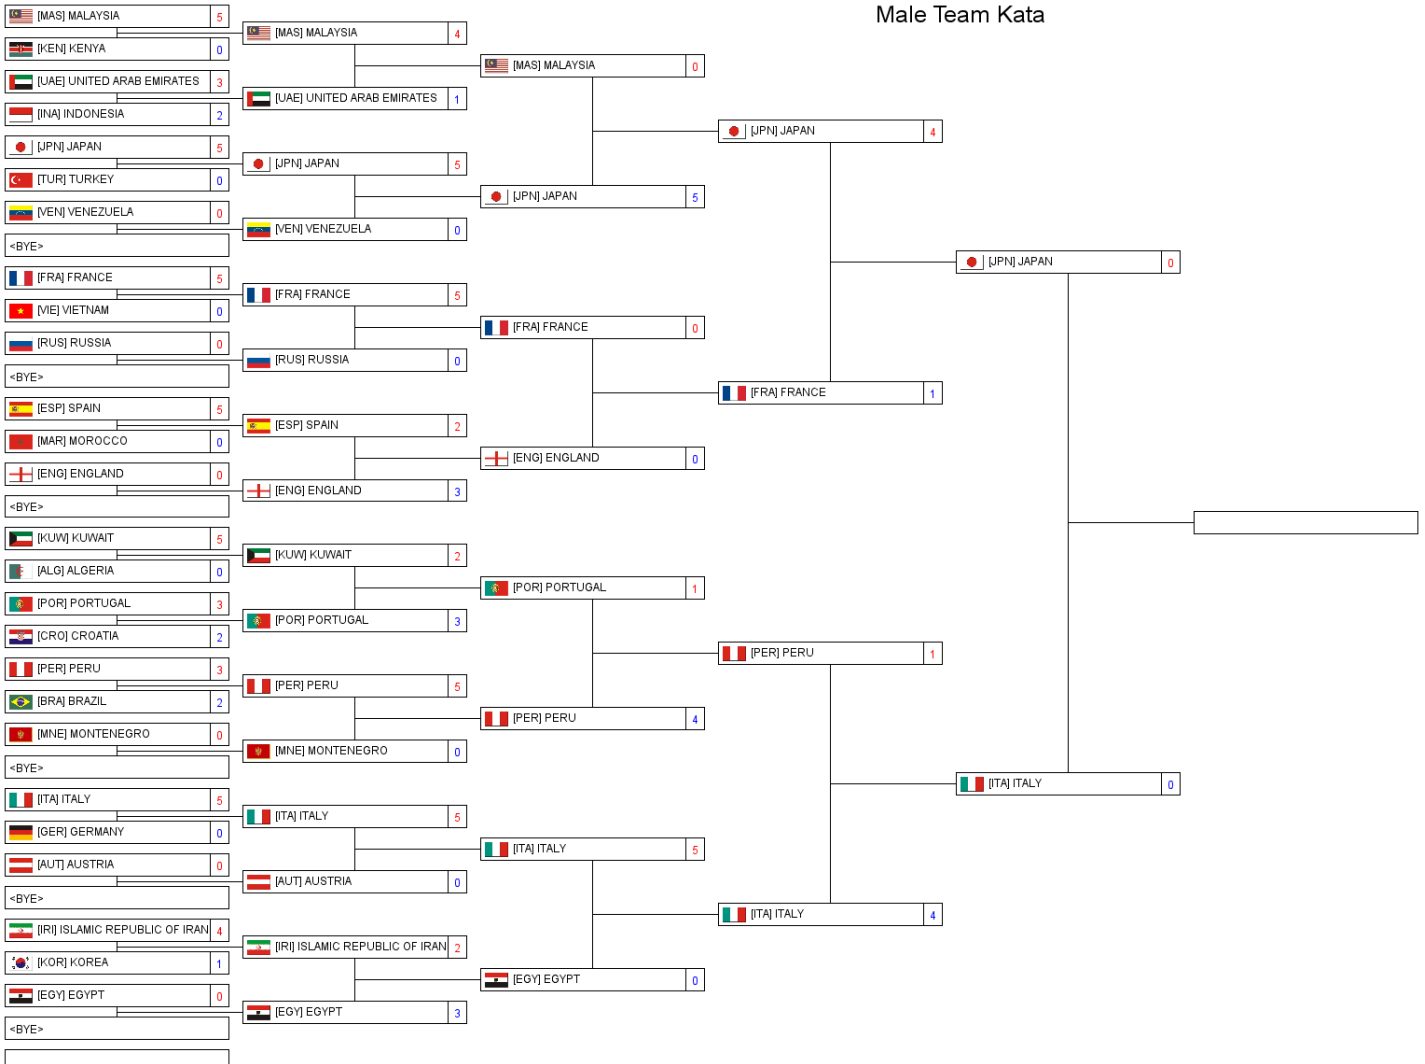 Male Team Kata
[MAS] MALAYSIA 5
[KEN] KENYA 0
[UAE] UNITED ARAB EMIRATES 3
[INA] INDONESIA 2
[JPN] JAPAN 5
[TUR] TURKEY 0
[VEN] VENEZUELA 0
<BYE>
[FRA] FRANCE 5
[VIE] VIETNAM 0
[RUS] RUSSIA 0
<BYE>
[ESP] SPAIN 5
[MAR] MOROCCO 0
[ENG] ENGLAND 0
<BYE>
[KUW] KUWAIT 5
[ALG] ALGERIA 0
[POR] PORTUGAL 3
[CRO] CROATIA 2
[PER] PERU 3
[BRA] BRAZIL 2
[MNE] MONTENEGRO 0
<BYE>
[ITA] ITALY 5
[GER] GERMANY 0
[AUT] AUSTRIA 0
<BYE>
[IRI] ISLAMIC REPUBLIC OF IRAN 4
[KOR] KOREA 1
[EGY] EGYPT 0
<BYE>
[MAS] MALAYSIA 4
[UAE] UNITED ARAB EMIRATES 1
[JPN] JAPAN 5
[VEN] VENEZUELA 0
[FRA] FRANCE 5
[RUS] RUSSIA 0
[ESP] SPAIN 2
[ENG] ENGLAND 3
[KUW] KUWAIT 2
[POR] PORTUGAL 3
[PER] PERU 5
[MNE] MONTENEGRO 0
[ITA] ITALY 5
[AUT] AUSTRIA 0
[IRI] ISLAMIC REPUBLIC OF IRAN 2
[EGY] EGYPT 3
[MAS] MALAYSIA 0
[JPN] JAPAN 5
[FRA] FRANCE 0
[ENG] ENGLAND 0
[POR] PORTUGAL 1
[PER] PERU 4
[ITA] ITALY 5
[EGY] EGYPT 0
[JPN] JAPAN 4
[FRA] FRANCE 1
[PER] PERU 1
[ITA] ITALY 4
[JPN] JAPAN 0
[ITA] ITALY 0